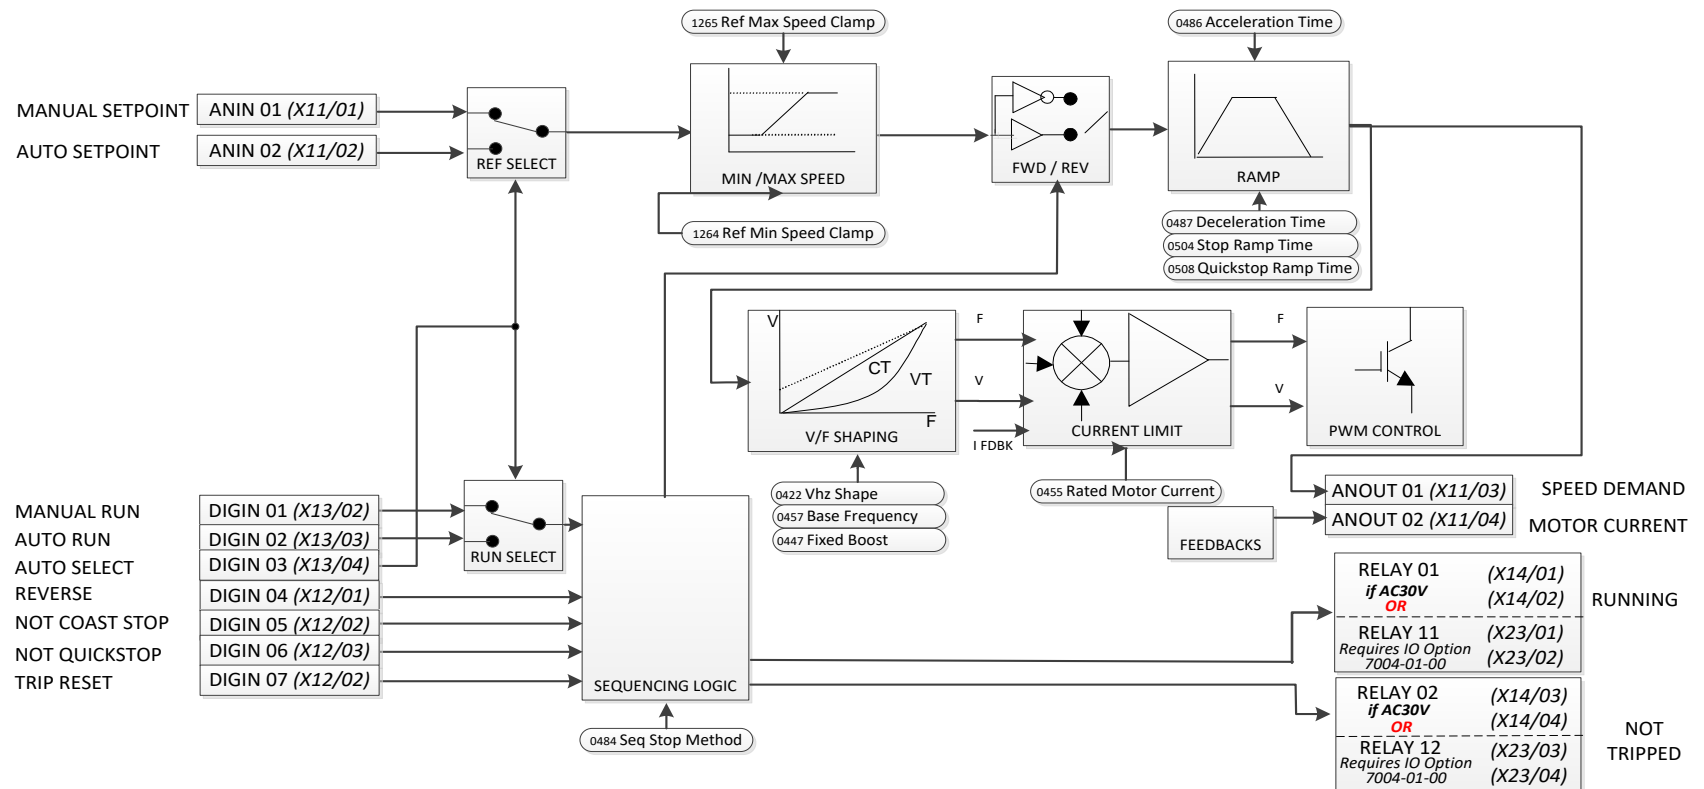 1265 Ref Max Speed Clamp
0486 Acceleration Time
MANUAL SETPOINT
ANIN 01 (X11/01)
AUTO SETPOINT
ANIN 02 (X11/02)
REF SELECT
MIN /MAX SPEED
FWD / REV
RAMP
1264 Ref Min Speed Clamp
0487 Deceleration Time
0504 Stop Ramp Time
0508 Quickstop Ramp Time
V
CT
VT
F
V/F SHAPING
F
V
I FDBK
CURRENT LIMIT
F
V
PWM CONTROL
0422 Vhz Shape
0457 Base Frequency
0447 Fixed Boost
0455 Rated Motor Current
ANOUT 01 (X11/03)
SPEED DEMAND
ANOUT 02 (X11/04)
MOTOR CURRENT
FEEDBACKS
MANUAL RUN
DIGIN 01 (X13/02)
AUTO RUN
DIGIN 02 (X13/03)
AUTO SELECT
DIGIN 03 (X13/04)
RUN SELECT
REVERSE
DIGIN 04 (X12/01)
NOT COAST STOP
DIGIN 05 (X12/02)
NOT QUICKSTOP
DIGIN 06 (X12/03)
TRIP RESET
DIGIN 07 (X12/02)
SEQUENCING LOGIC
0484 Seq Stop Method
RELAY 01 (X14/01)
if AC30V (X14/02)
OR
RELAY 11 (X23/01)
Requires IO Option
7004-01-00 (X23/02)
RUNNING
RELAY 02 (X14/03)
if AC30V (X14/04)
OR
RELAY 12 (X23/03)
Requires IO Option
7004-01-00 (X23/04)
NOT
TRIPPED